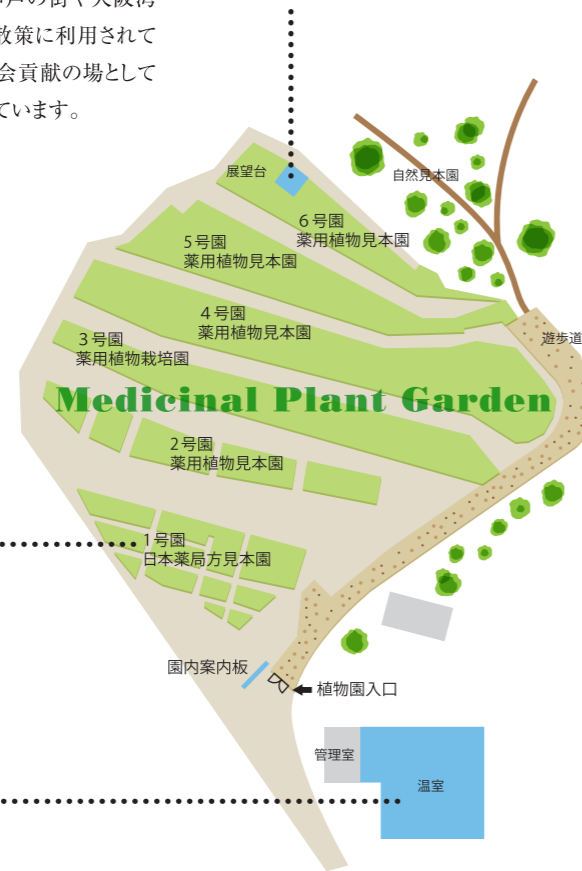 戸の街や大阪湾
散策に利用されて
会貢献の場として
ています。
展望台
自然見本園
6号園
薬用植物見本園
5号園
薬用植物見本園
4号園
薬用植物見本園
3号園
薬用植物栽培園
遊歩道
Medicinal Plant Garden
2号園
薬用植物見本園
1号園
日本薬局方見本園
園内案内板
植物園入口
管理室
温室